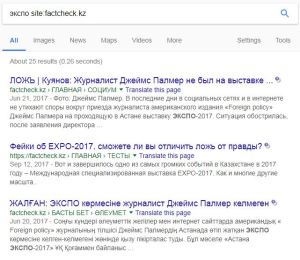 экспо site:factcheck.kz
All Images News Maps Videos More Settings Tools
About 25 results (0.26 seconds)
ЛОЖЬ | Куянов: Журналист Джеймс Палмер не был на выставке ...
factcheck.kz › ГЛАВНАЯ › СОЦИУМ Translate this page
Jun 21, 2017 - Фото: Джеймс Палмер. В последние дни в социальных сетях и в интернете
не утихают споры вокруг приезда журналиста американского издания «Foreign policy»
Джеймса Палмера на проходящую в Астане выставку ЭКСПО-2017. Ситуация обострилась,
после заявления директора ...
Фейки об EXPO-2017. сможете ли вы отличить ложь от правды?
https://factcheck.kz › ГЛАВНАЯ › ТЕСТЫ Translate this page
Sep 12, 2017 - Вот и завершилось одно из самых громких событий в Казахстане в 2017
году – Международная специализированная выставка EXPO-2017. Как и многие другие
масшта..
ЖАЛҒАН: ЭКСПО көрмесіне журналист Джеймс Палмер келмеген
factcheck.kz › БАСТЫ БЕТ › ӘЛЕУМЕТ Translate this page
Jun 20, 2017 - Соңғы күндері әлеуметтік желілер мен интернет сайттарда америкалық «
Foreign policy» журналының тілшісі Джеймс Палмердің Астанада өтіп жатқан ЭКСПО
көрмесіне келген-келмегені жөнінде қызу пікірталас туды. Бұл мәселе «Астана
ЭКСПО-2017» ҰК Қоғаммен байланыс ...